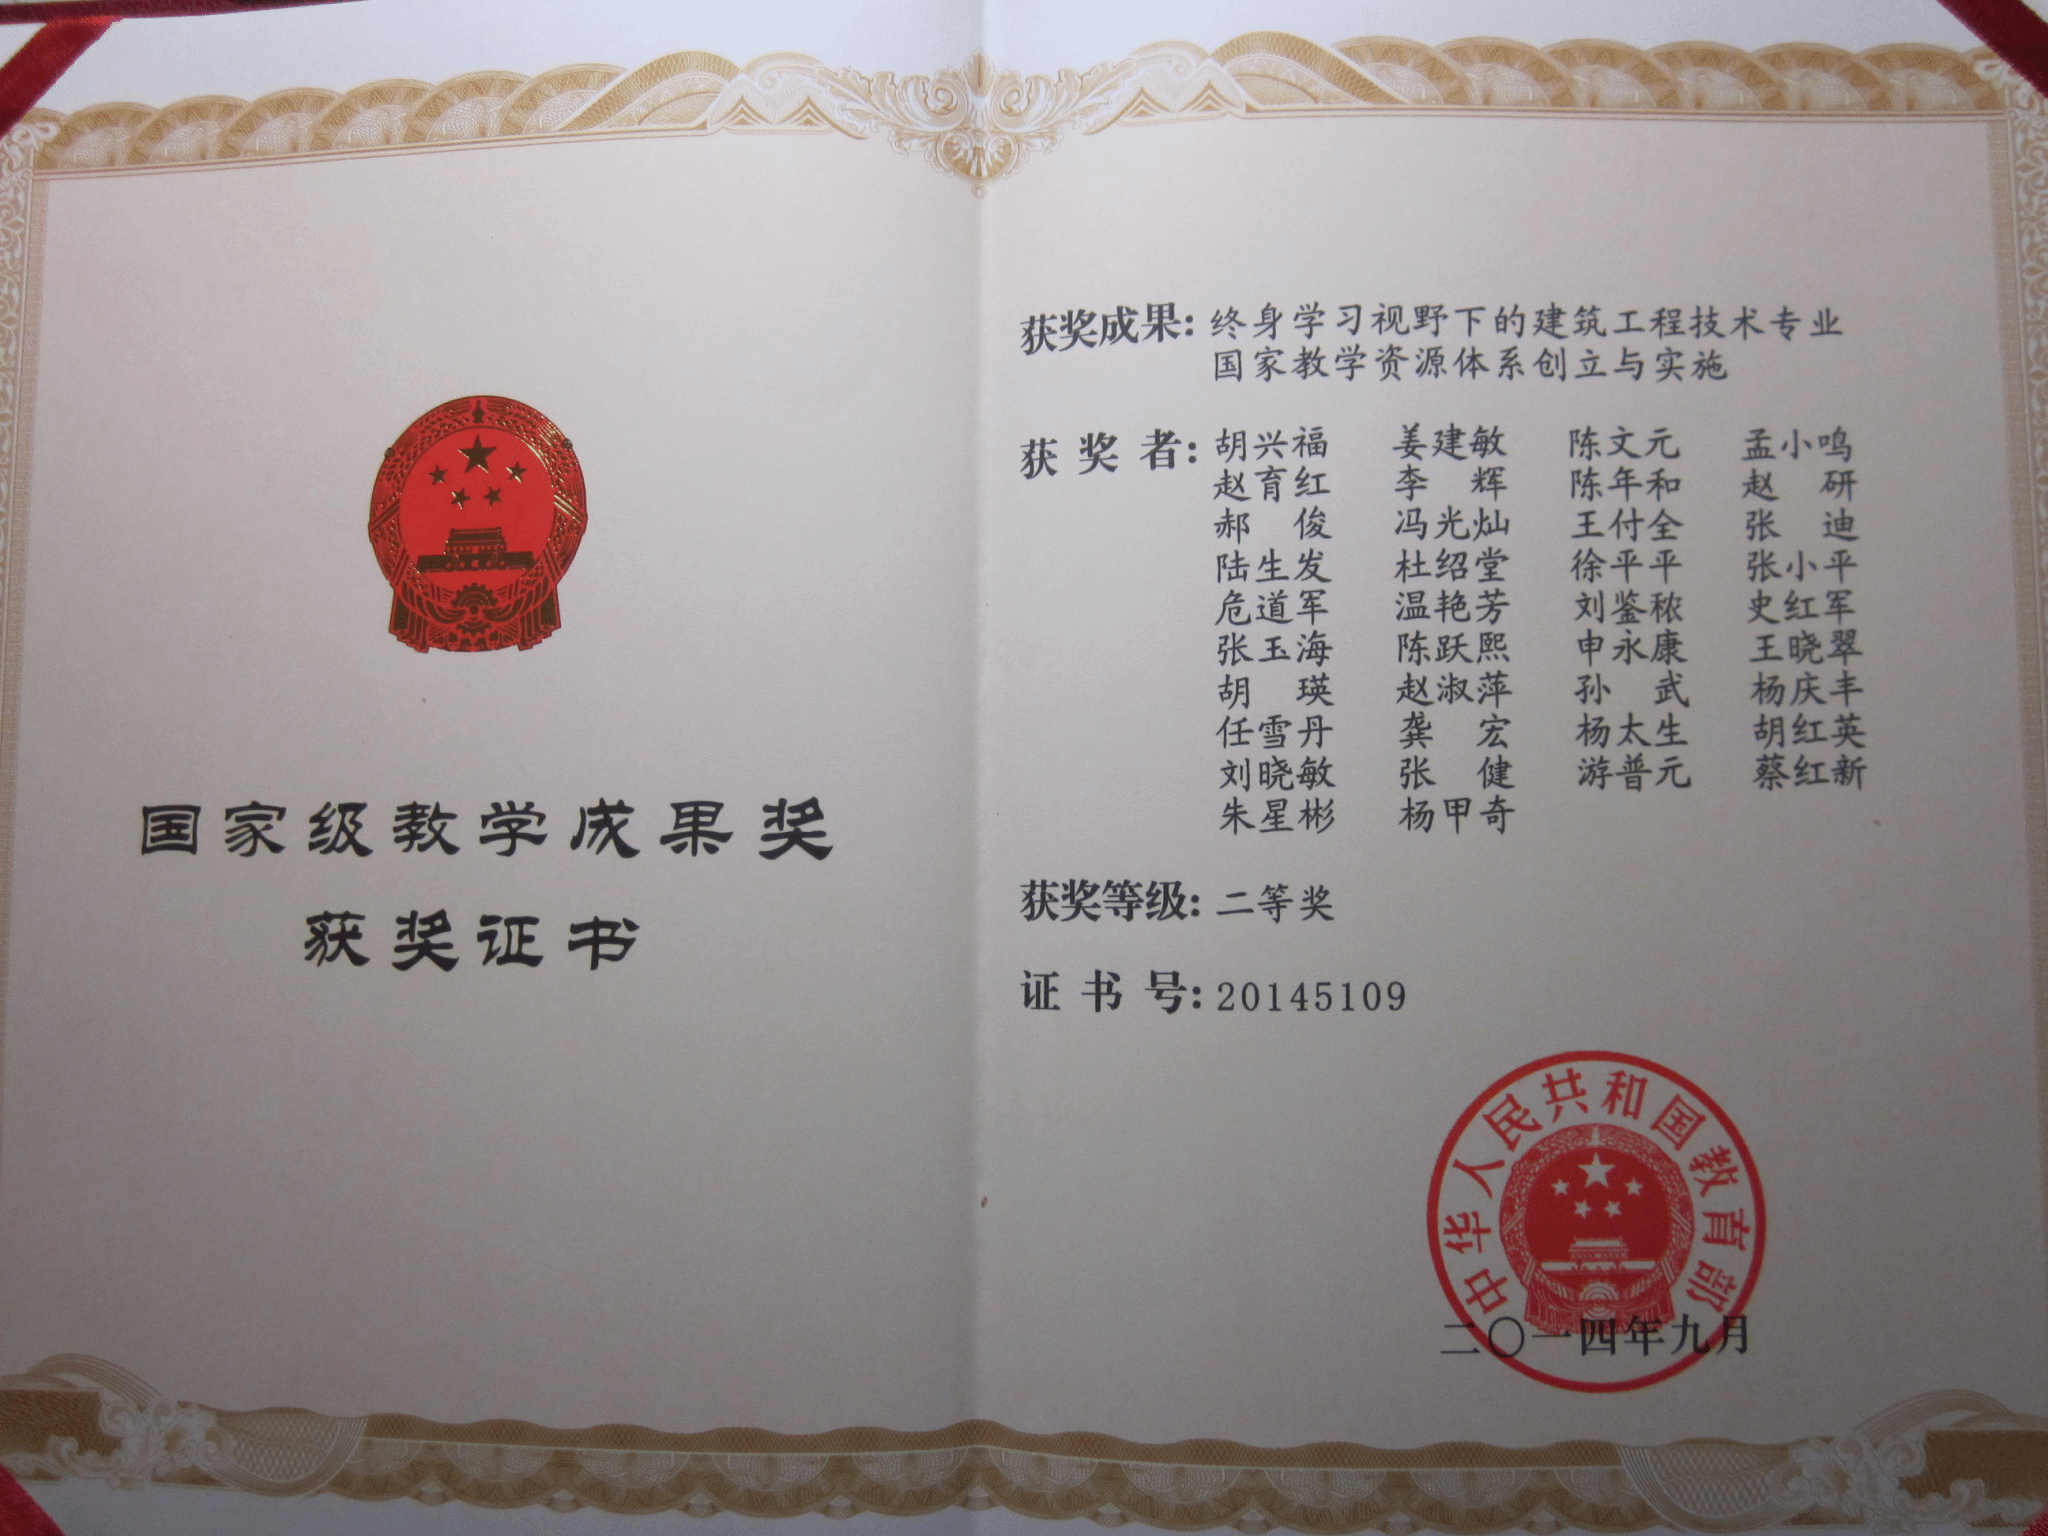 国家级教学成果奖
获奖证书
获奖成果：终身学习视野下的建筑工程技术专业
国家教学资源体系创立与实施
获奖者：胡兴福 姜建敏 陈文元 孟小鸣
赵育红 李辉 陈年和 赵研
郝俊 冯光灿 王付全 张迪
陆生发 杜绍堂 徐平平 张小平
危道军 温艳芳 刘鉴秾 史红军
张玉海 陈跃熙 申永康 王晓翠
胡瑛 赵淑萍 孙武 杨庆丰
任雪丹 龚宏 杨太生 胡红英
刘晓敏 张健 游普元 蔡红新
朱星彬 杨甲奇
获奖等级：二等奖
证书号：20145109
中华人民共和国教育部
二〇一四年九月